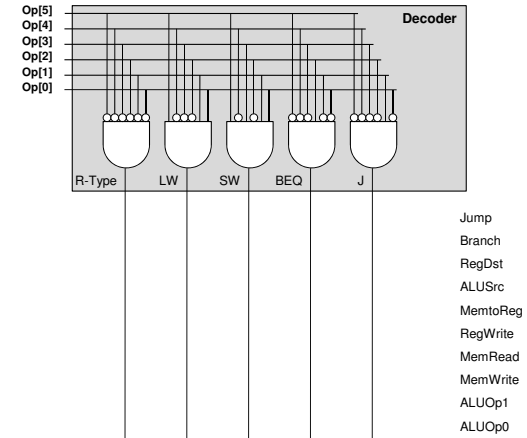 Op[5]
Decoder
Op[4]
Op[3]
Op[2]
Op[1]
Op[0]
R-Type LW SW BEQ J
Jump
Branch
RegDst
ALUSrc
MemtoReg
RegWrite
MemRead
MemWrite
ALUOp1
ALUOp0